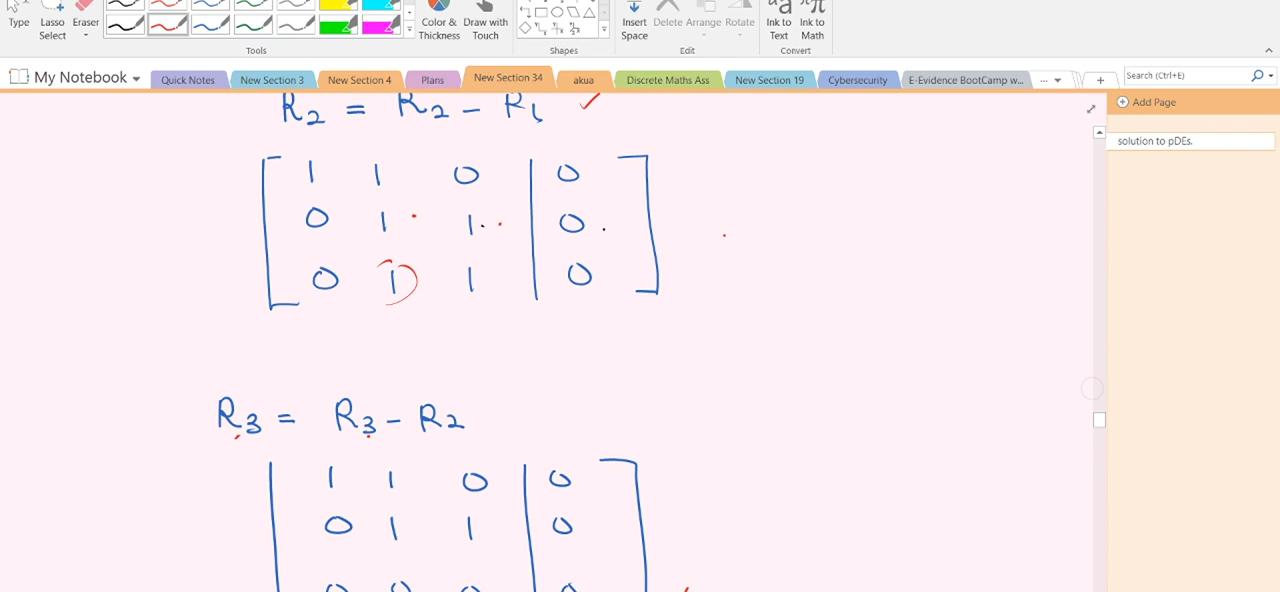 Type Lasso Select Eraser Color & Thickness Draw with Touch Insert Space Delete Arrange Rotate Ink to Text Ink to Math
Tools Shapes Edit Convert
My Notebook Quick Notes New Section 3 New Section 4 Plans New Section 34 akua Discrete Maths Ass New Section 19 Cybersecurity E-Evidence BootCamp w... ... + Search (Ctrl+E)
Add Page
solution to pDEs.
R2 = R2 - R1 ✓
1 1 0 | 0
0 1 1 | 0
0 1 1 | 0
R3 = R3 - R2
1 1 0 | 0
0 1 1 | 0
0 0 0 | 0